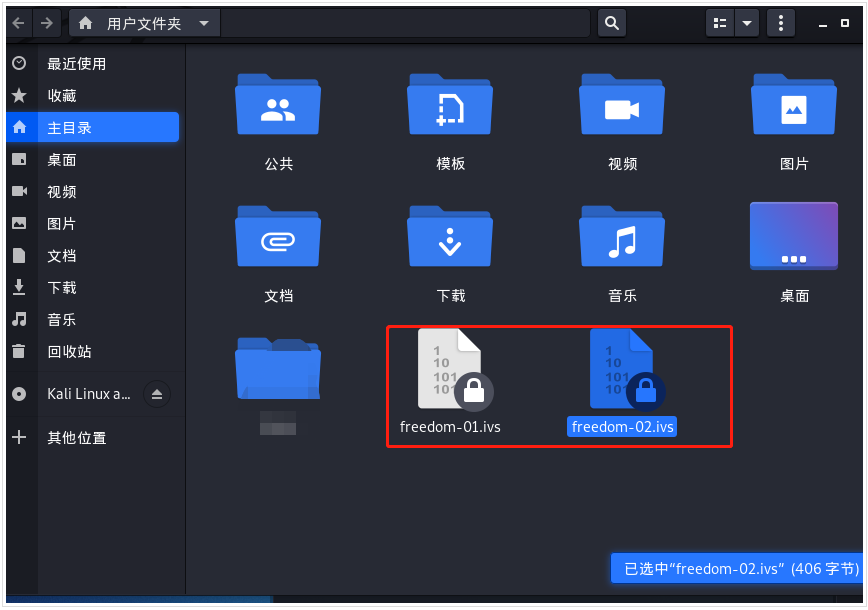 用户文件夹
最近使用
收藏
主目录
桌面
视频
图片
文档
下载
音乐
回收站
Kali Linux a...
其他位置
公共
模板
视频
图片
文档
下载
音乐
桌面
1
10
101
101
freedom-01.ivs
1
10
101
101
freedom-02.ivs
已选中“freedom-02.ivs” (406 字节)